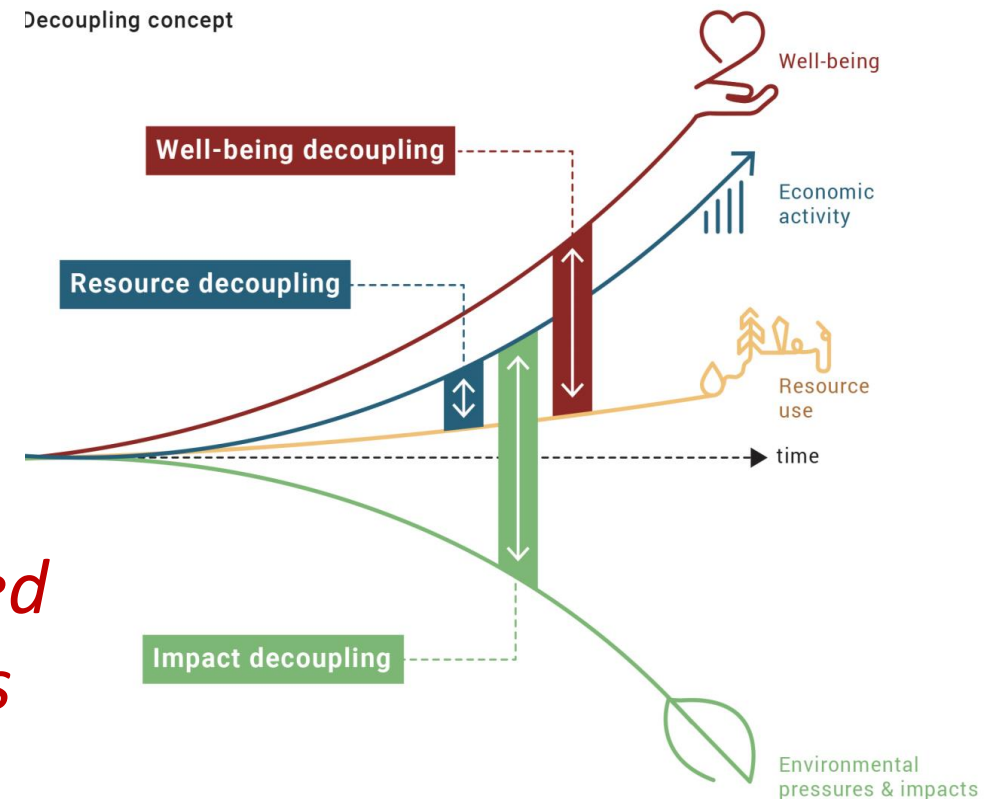 Decoupling concept
Well-being
Well-being decoupling
Economic
activity
Resource decoupling
Resource
use
time
Impact decoupling
Environmental
pressures & impacts